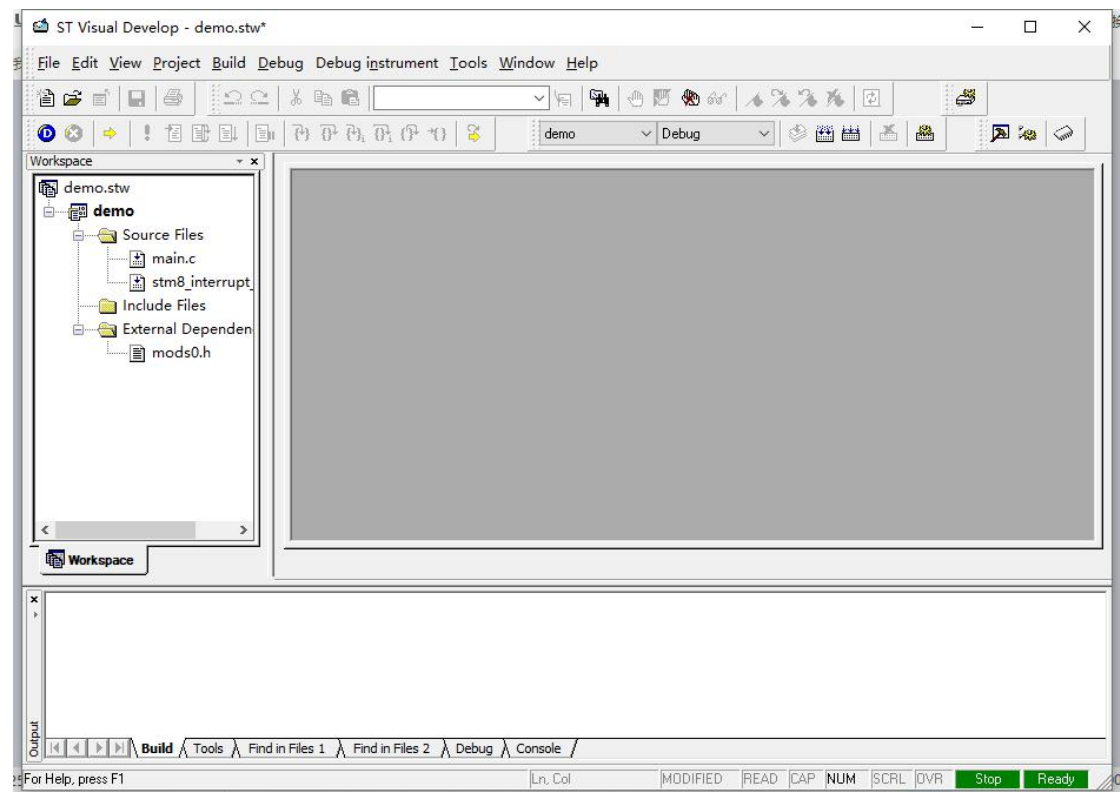 ST Visual Develop - demo.stw*
File Edit View Project Build Debug Debug instrument Tools Window Help
demo Debug
Workspace
demo.stw
demo
Source Files
main.c
stm8_interrupt_
Include Files
External Dependen
mods0.h
Workspace
Output
Build Tools Find in Files 1 Find in Files 2 Debug Console
For Help, press F1 Ln, Col MODIFIED READ CAP NUM SCRL OVR Stop Ready